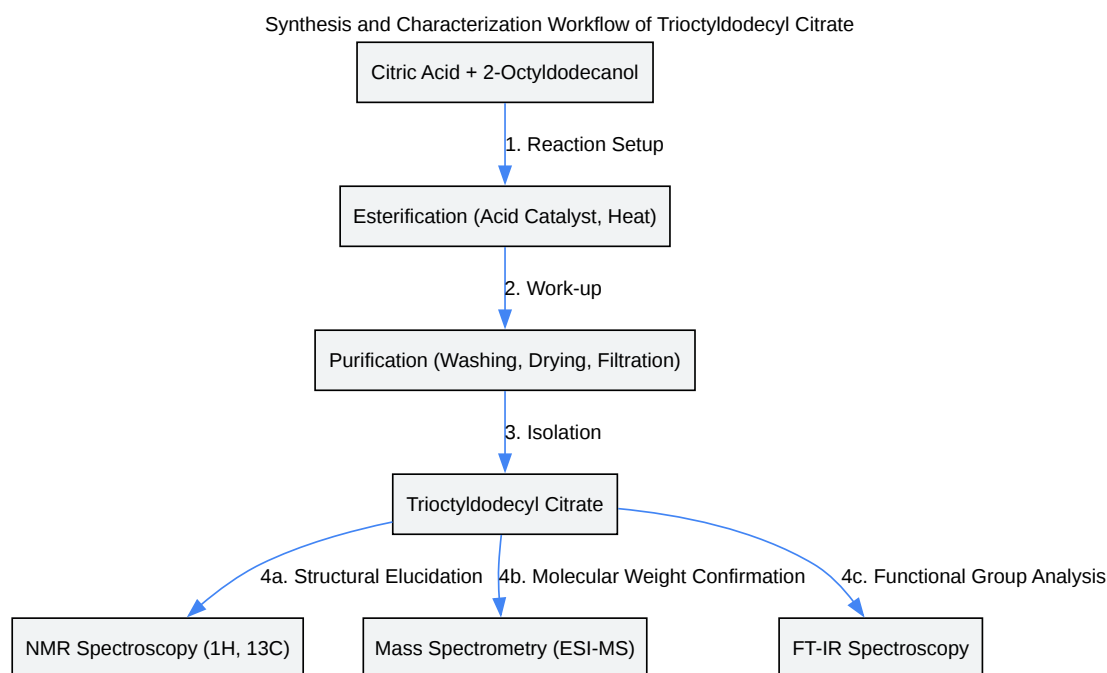 Synthesis and Characterization Workflow of Trioctyldodecyl Citrate
Citric Acid + 2-Octyldodecanol
1. Reaction Setup
Esterification (Acid Catalyst, Heat)
2. Work-up
Purification (Washing, Drying, Filtration)
3. Isolation
Trioctyldodecyl Citrate
4a. Structural Elucidation
4b. Molecular Weight Confirmation
4c. Functional Group Analysis
NMR Spectroscopy (1H, 13C)
Mass Spectrometry (ESI-MS)
FT-IR Spectroscopy